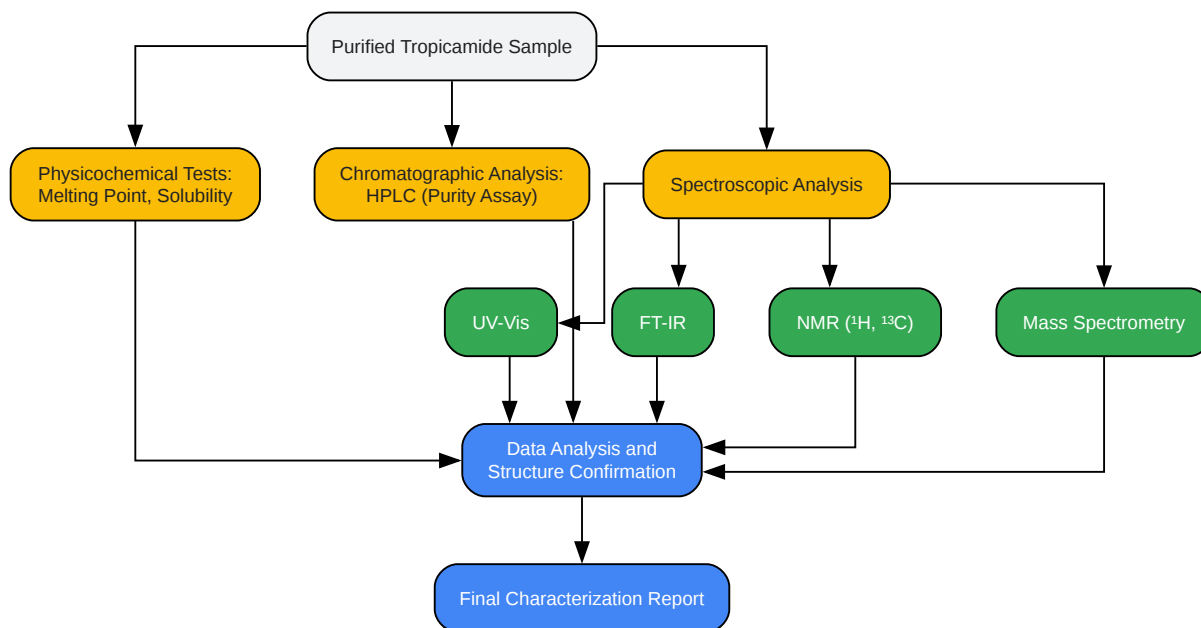 Purified Tropicamide Sample
Physicochemical Tests:
Melting Point, Solubility
Chromatographic Analysis:
HPLC (Purity Assay)
Spectroscopic Analysis
UV-Vis
FT-IR
NMR (¹H, ¹³C)
Mass Spectrometry
Data Analysis and
Structure Confirmation
Final Characterization Report